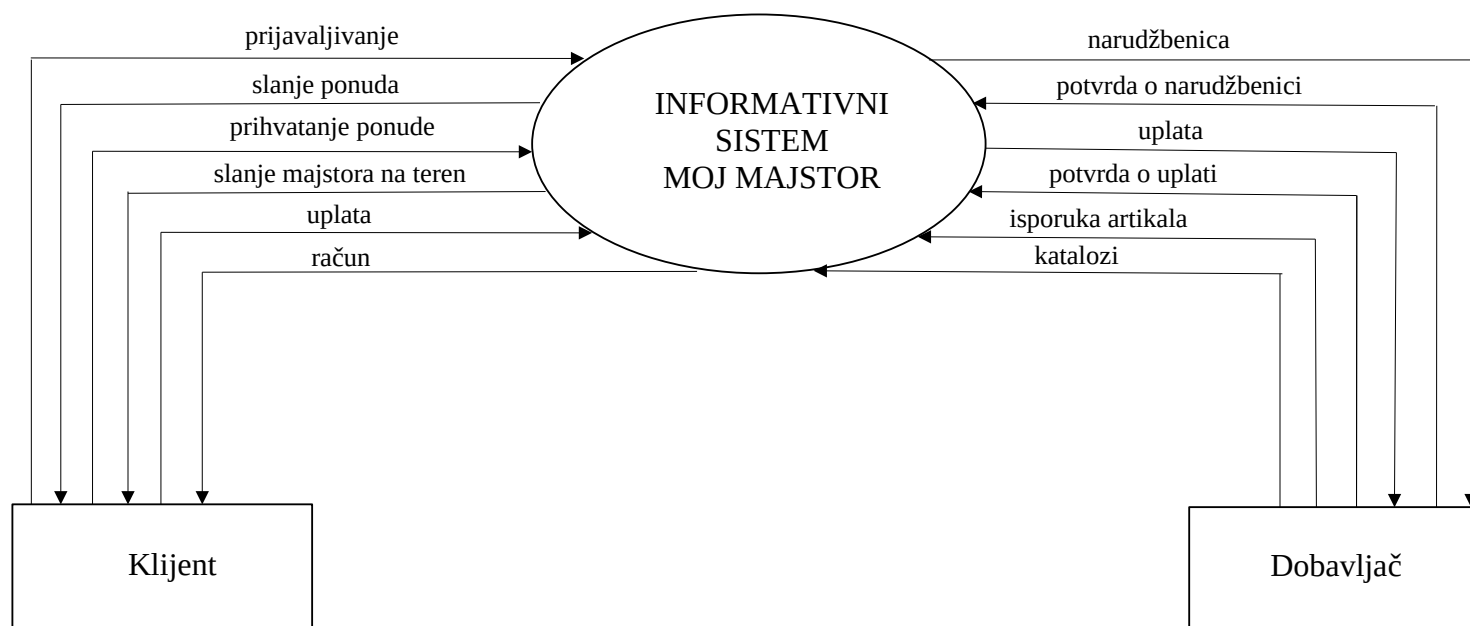 prijavaljivanje
slanje ponuda
prihvatanje ponude
slanje majstora na teren
uplata
račun
INFORMATIVNI
SISTEM
MOJ MAJSTOR
narudžbenica
potvrda o narudžbenici
uplata
potvrda o uplati
isporuka artikala
katalozi
Klijent
Dobavljač